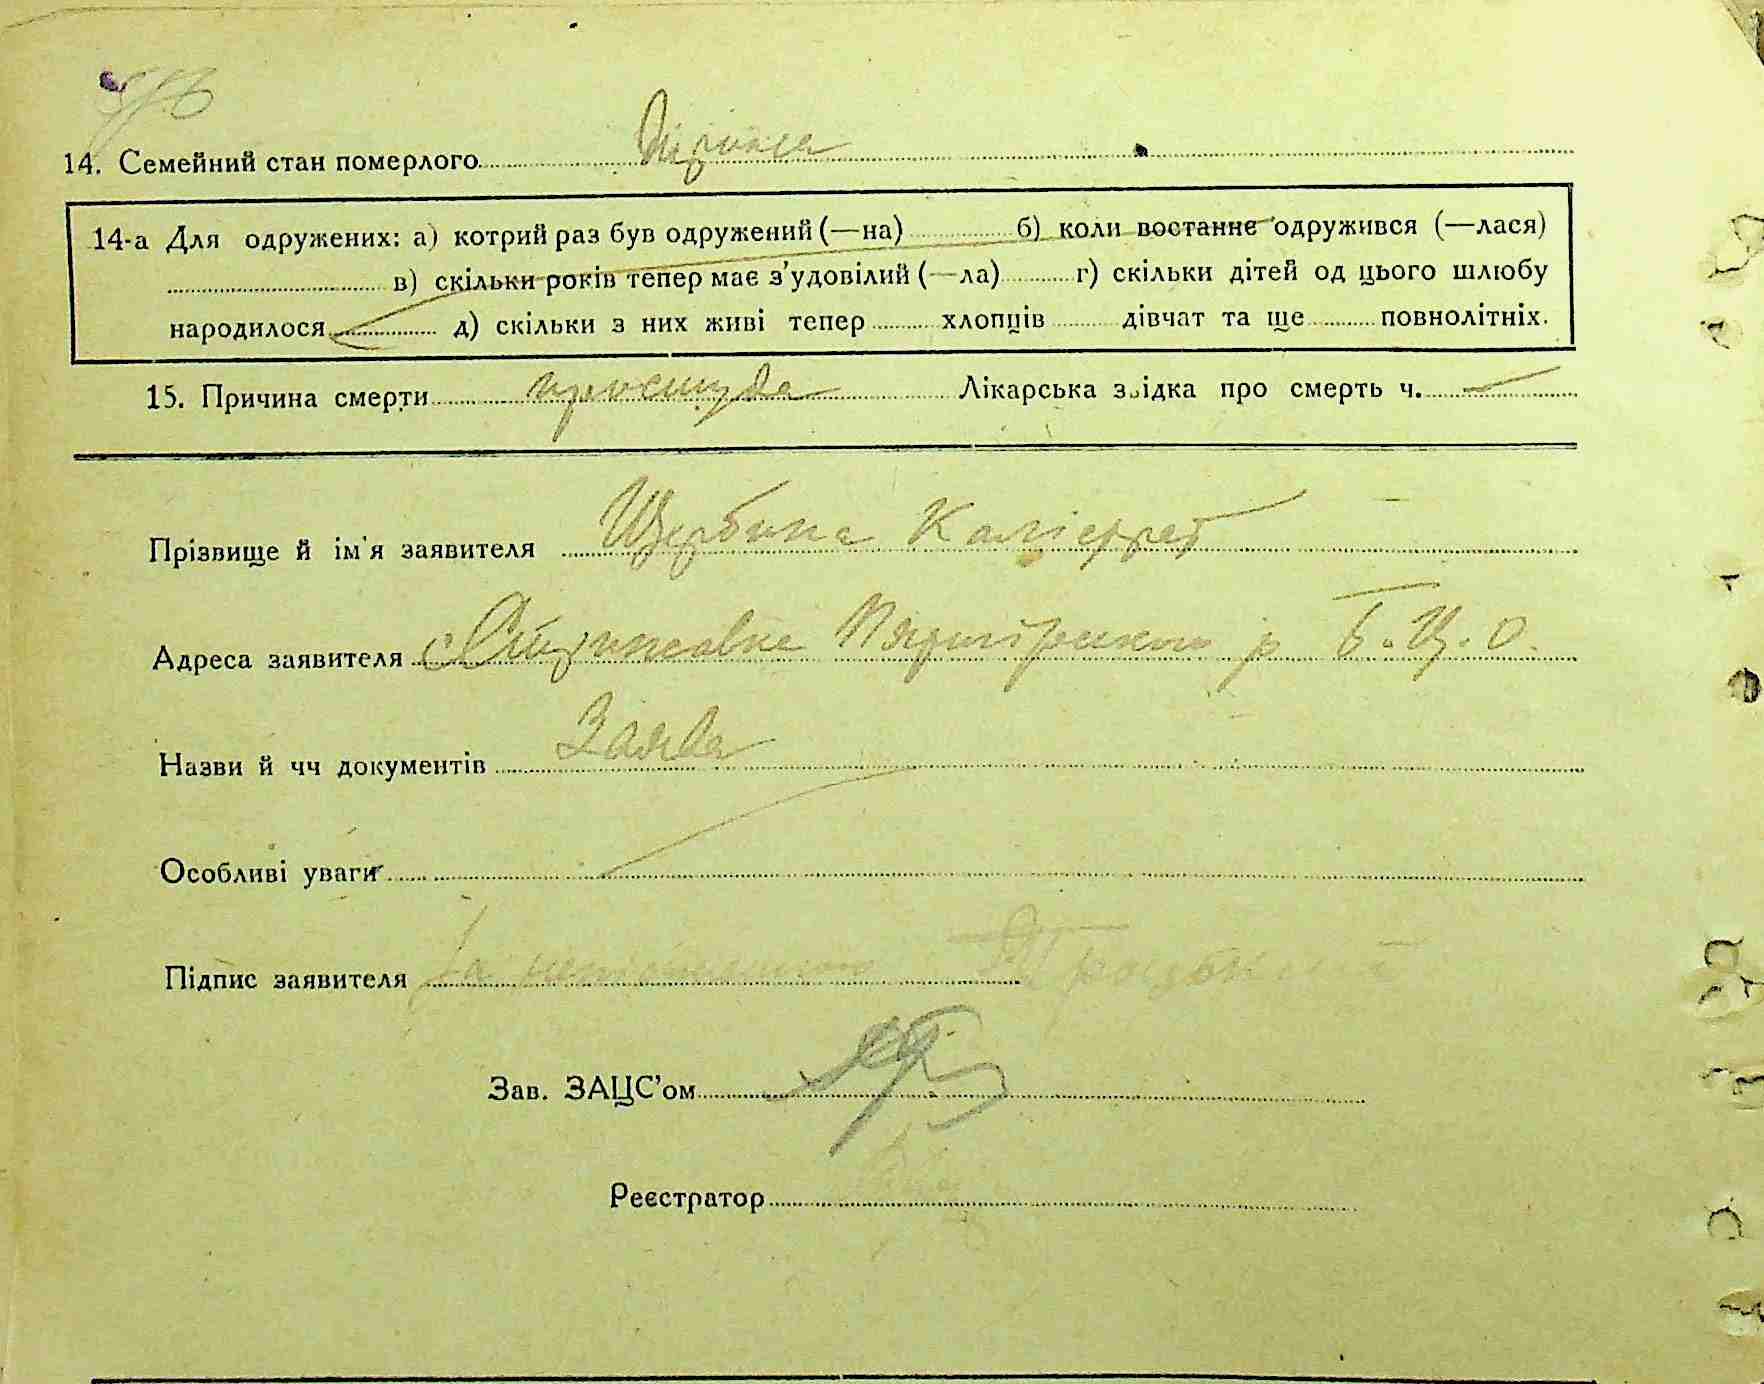 14. Семейний стан померлого
14-а Для одружених: а) котрий раз був одружений (—на) б) коли востаннє одружився (—лася)
в) скільки років тепер має з'удовілий (—ла) г) скільки дітей од цього шлюбу
народилося д) скільки з них живі тепер хлопців дівчат та ще повнолітніх.
15. Причина смерти простуда Лікарська звідка про смерть ч.
Прізвище й ім'я заявителя Щербина
Адреса заявителя с р Б.Ц.О.
Назви й чч документів Заява
Особливі уваги
Підпис заявителя За
Зав. ЗАЦС'ом
Реєстратор